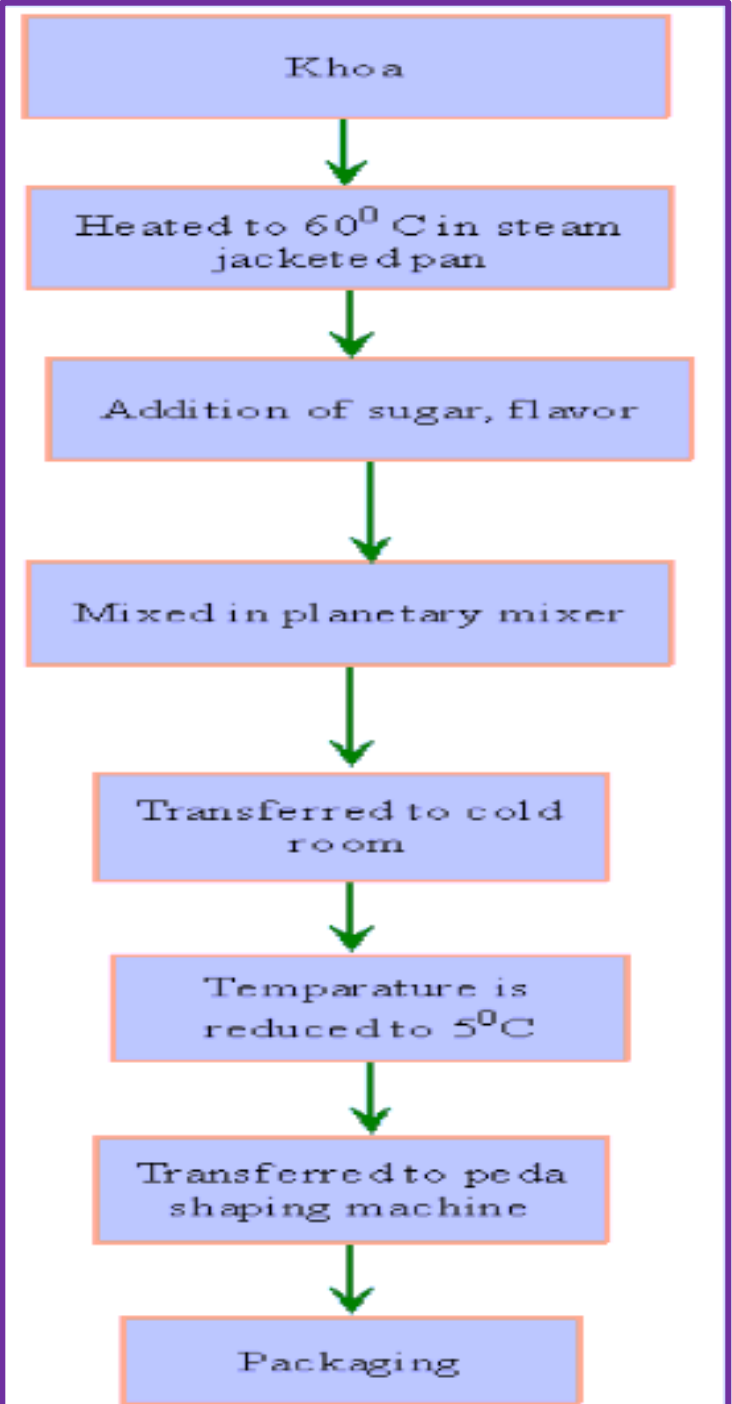 Khoa
Heated to 60⁰ C in steam
jacketed pan
Addition of sugar, flavor
Mixed in planetary mixer
Transferred to cold
room
Temparature is
reduced to 5⁰C
Transferred to peda
shaping machine
Packaging